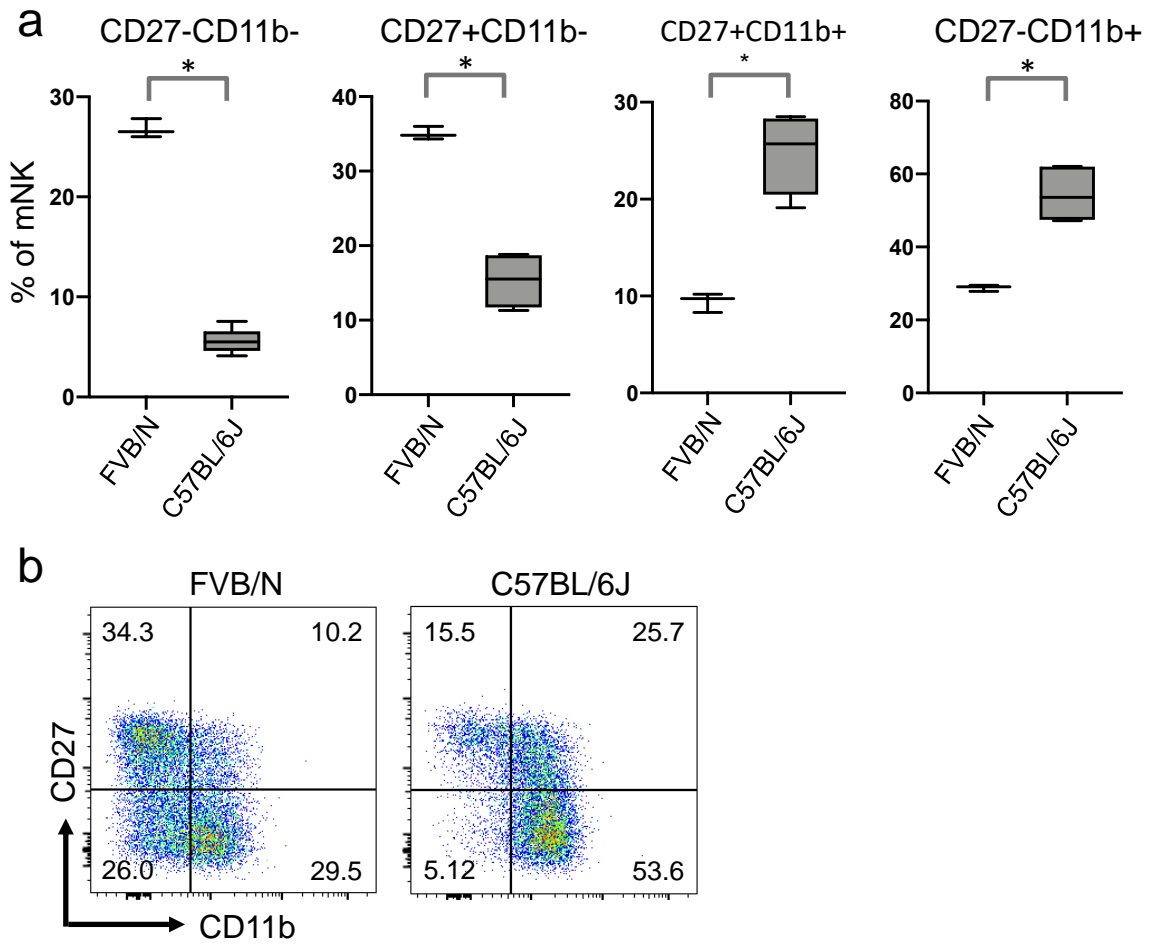 a
CD27-CD11b-
CD27+CD11b-
CD27+CD11b+
CD27-CD11b+
*
*
*
*
% of mNK
30
20
10
0
FVB/N
C57BL/6J
40
30
20
10
0
FVB/N
C57BL/6J
30
20
10
0
FVB/N
C57BL/6J
80
60
40
20
0
FVB/N
C57BL/6J
b
FVB/N
C57BL/6J
34.3 10.2
15.5 25.7
CD27
26.0 29.5
5.12 53.6
CD11b